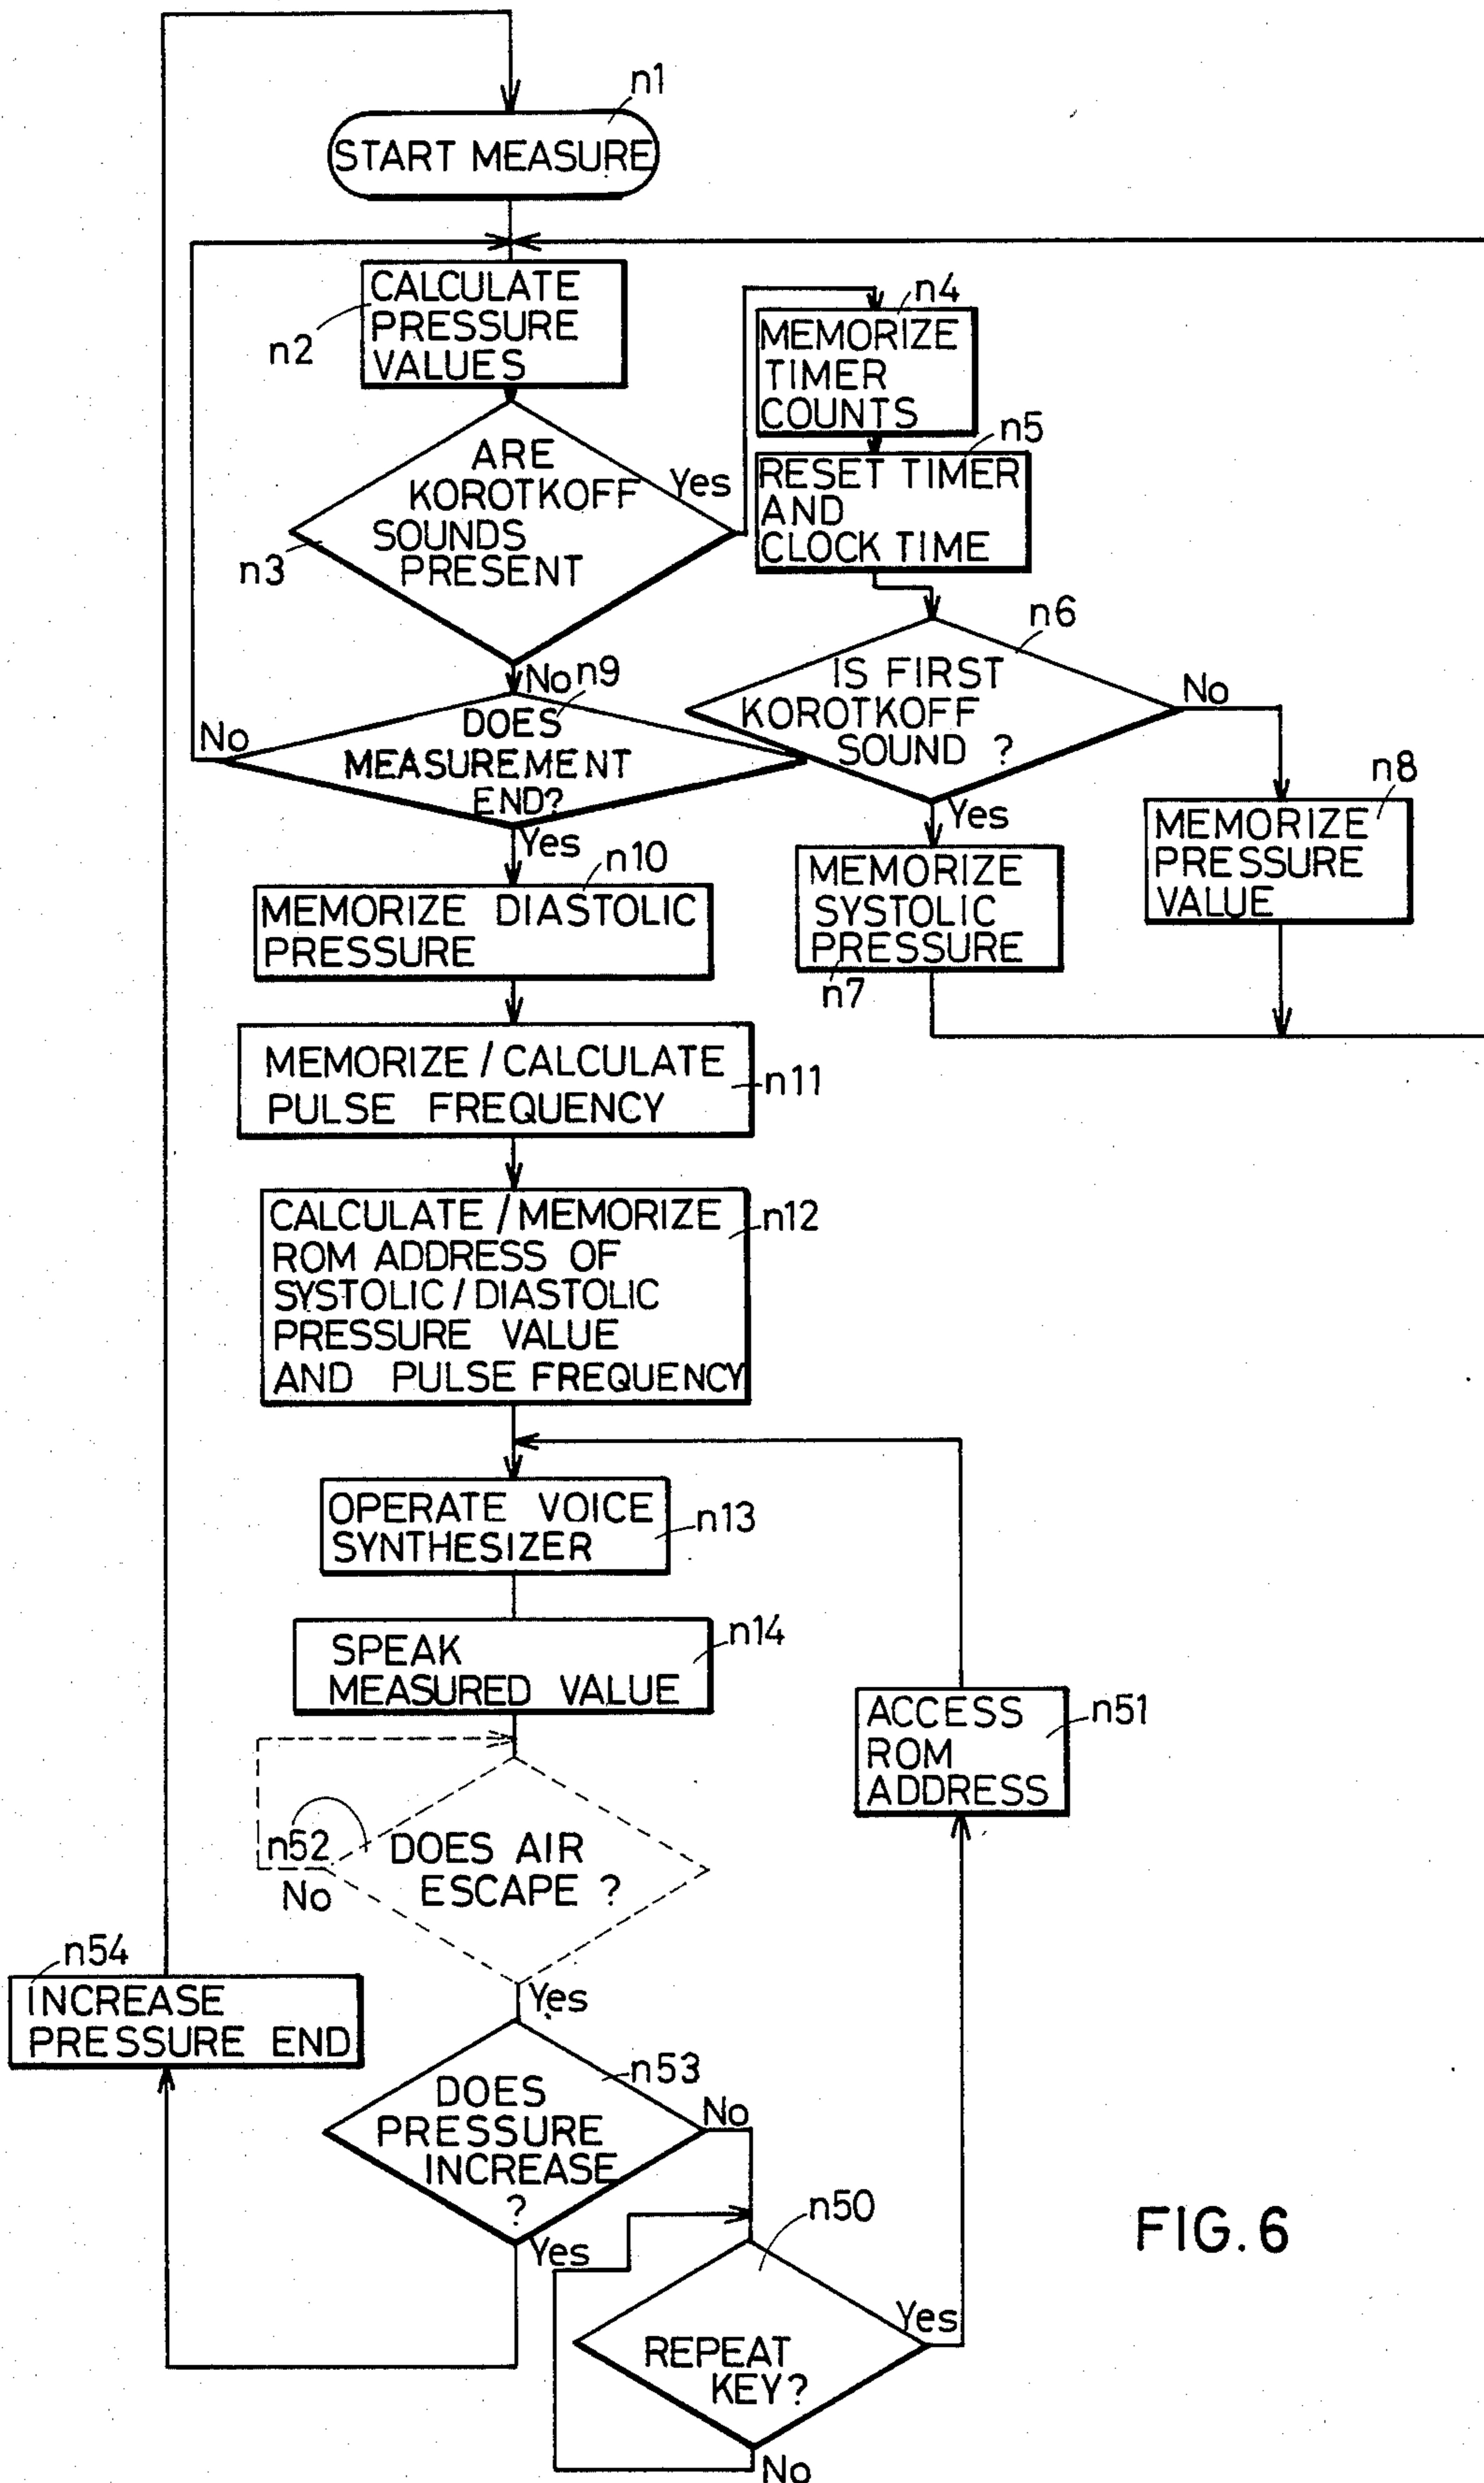 n1
START MEASURE
n2
CALCULATE
PRESSURE
VALUES
n3
ARE
KOROTKOFF
SOUNDS
PRESENT
Yes
No
n4
MEMORIZE
TIMER
COUNTS
n5
RESET TIMER
AND
CLOCK TIME
n6
IS FIRST
KOROTKOFF
SOUND ?
No
Yes
n7
MEMORIZE
SYSTOLIC
PRESSURE
n8
MEMORIZE
PRESSURE
VALUE
n9
DOES
MEASUREMENT
END?
No
Yes
n10
MEMORIZE DIASTOLIC
PRESSURE
n11
MEMORIZE / CALCULATE
PULSE FREQUENCY
n12
CALCULATE / MEMORIZE
ROM ADDRESS OF
SYSTOLIC / DIASTOLIC
PRESSURE VALUE
AND PULSE FREQUENCY
n13
OPERATE VOICE
SYNTHESIZER
n14
SPEAK
MEASURED VALUE
n51
ACCESS
ROM
ADDRESS
n52
DOES AIR
ESCAPE ?
No
Yes
n54
INCREASE
PRESSURE END
n53
DOES
PRESSURE
INCREASE
?
No
Yes
n50
REPEAT
KEY?
Yes
No
FIG. 6